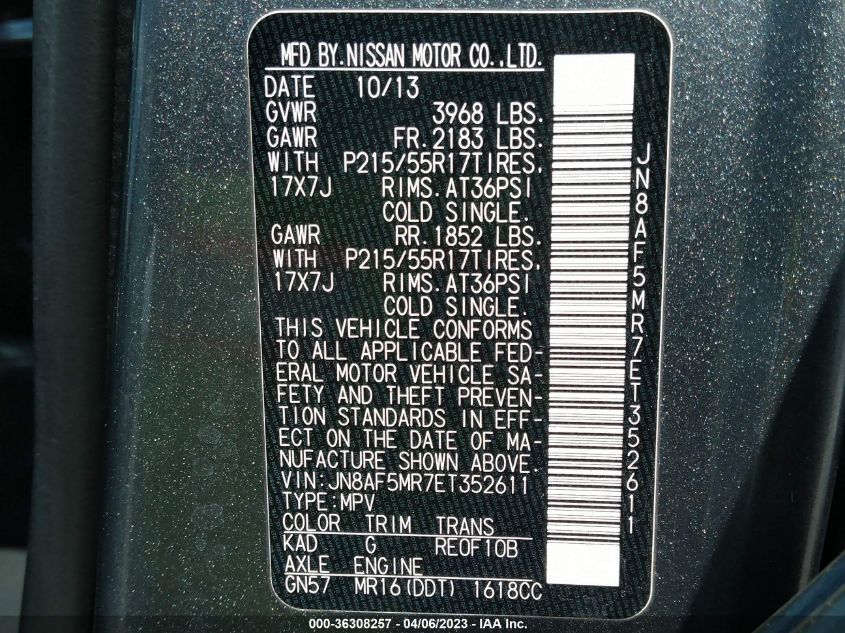 MFD BY.NISSAN MOTOR CO.,LTD.
DATE 10/13
GVWR 3968 LBS.
GAWR FR.2183 LBS.
WITH P215/55R17TIRES.
17X7J RIMS.AT36PSI
COLD SINGLE.
GAWR RR.1852 LBS.
WITH P215/55R17TIRES.
17X7J RIMS.AT36PSI
COLD SINGLE.
THIS VEHICLE CONFORMS
TO ALL APPLICABLE FED-
ERAL MOTOR VEHICLE SA-
FETY AND THEFT PREVEN-
TION STANDARDS IN EFF-
ECT ON THE DATE OF MA-
NUFACTURE SHOWN ABOVE.
VIN:JN8AF5MR7ET352611
TYPE:MPV
COLOR TRIM TRANS
KAD G RE0F10B
AXLE ENGINE
GN57 MR16(DDT) 1618CC
JN8AF5MR7ET352611
000-36308257 - 04/06/2023 - IAA Inc.